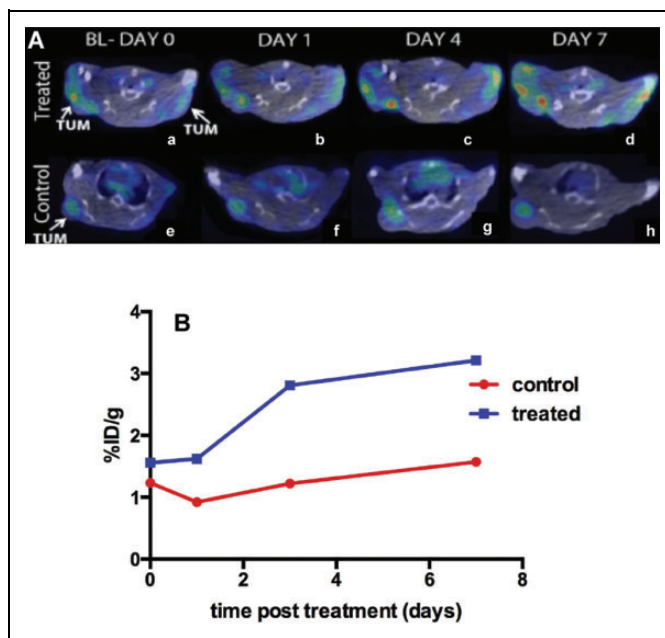 A
BL- DAY 0 DAY 1 DAY 4 DAY 7
Treated
TUM TUM
a b c d
Control
TUM
e f g h
B
4
3
2
1
0
%ID/g
control
treated
0 2 4 6 8
time post treatment (days)